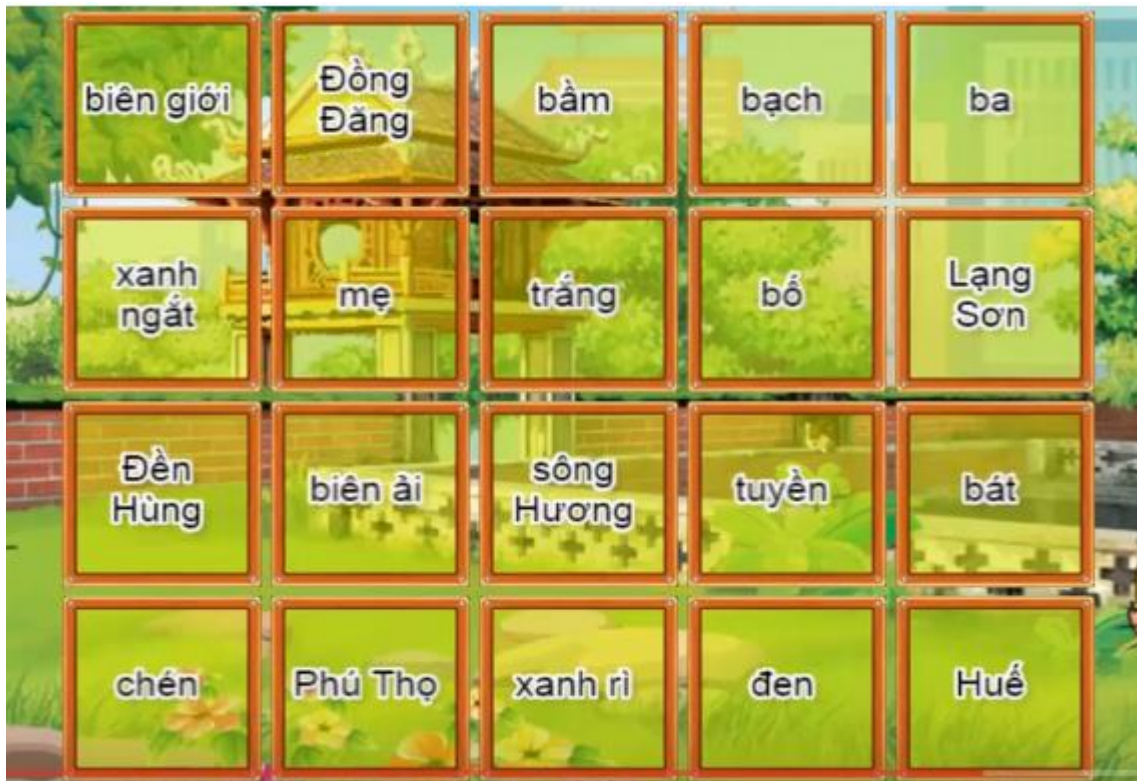 biên giới
Đồng
Đăng
bầm
bạch
ba
xanh
ngắt
mẹ
trắng
bố
Lạng
Sơn
Đền
Hùng
biên ải
sông
Hương
tuyền
bát
chén
Phú Thọ
xanh rì
đen
Huế